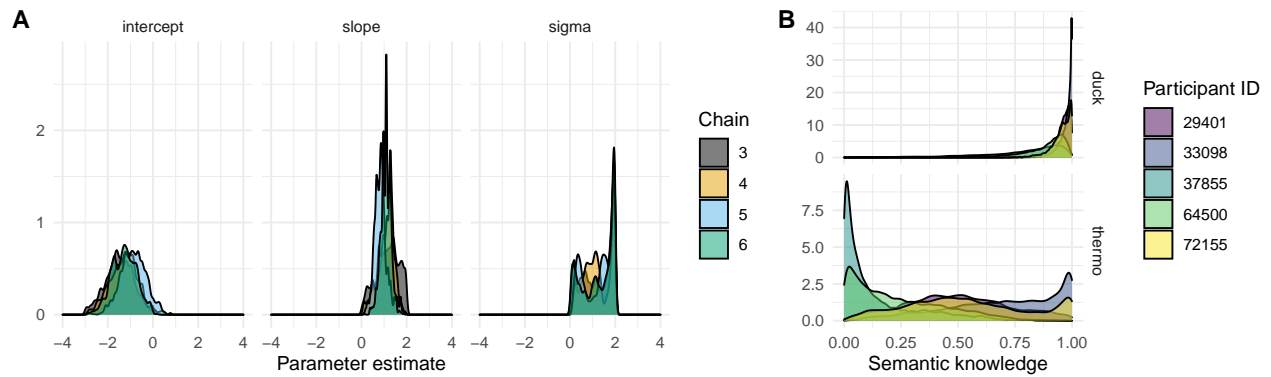 A
intercept
slope
sigma
2
1
0
−4 −2 0 2 4
−4 −2 0 2 4
−4 −2 0 2 4
Parameter estimate
Chain
3
4
5
6
B
40
30
20
10
0
duck
7.5
5.0
2.5
0.0
thermo
0.00 0.25 0.50 0.75 1.00
Semantic knowledge
Participant ID
29401
33098
37855
64500
72155